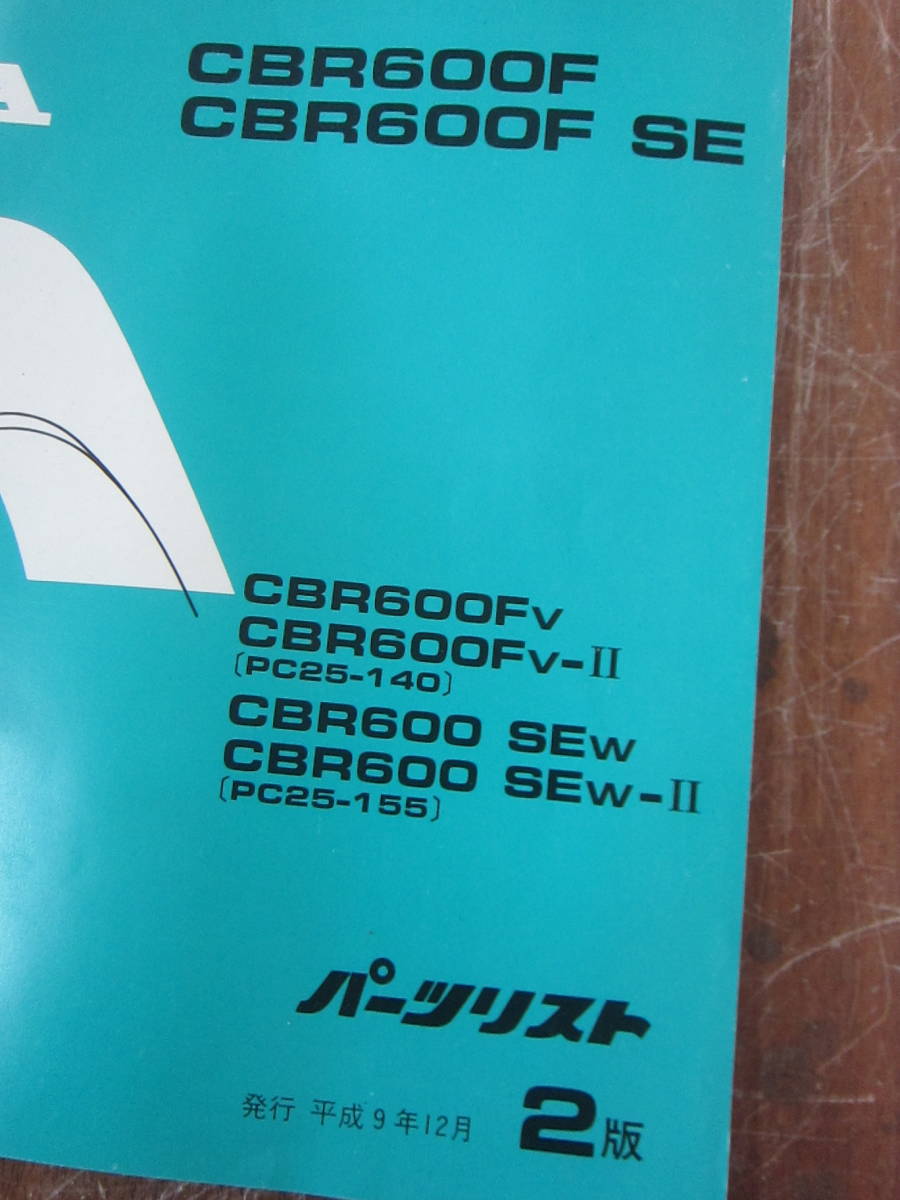 A
CBR600F
CBR600F SE
CBR600FV
CBR600FV-II
〔PC25-140〕
CBR600 SEW
CBR600 SEW-II
〔PC25-155〕
パーツリスト
発行 平成9年12月 2版